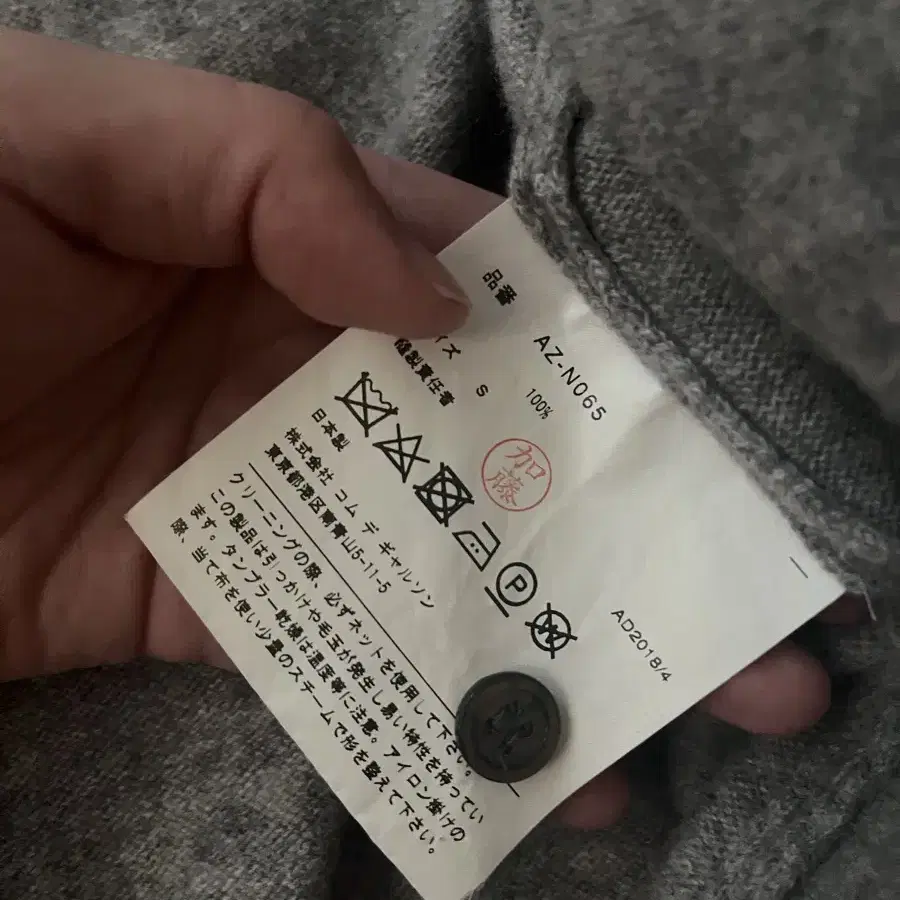 品番
AZ-N065
イズ
S
100%
製責任者
加藤
P
W
日本製
株式会社 コム デ ギャルソン
東京都港区南青山5-11-5
AD2018/4
クリーニングの際、必ずネットを使用して下さい。
この製品は引っかけや毛玉が発生し易い特性を持ってい
ます。タンブラー乾燥は温度等に注意。アイロン掛けの
際、当て布を使い少量のスチームで形を整えて下さい。